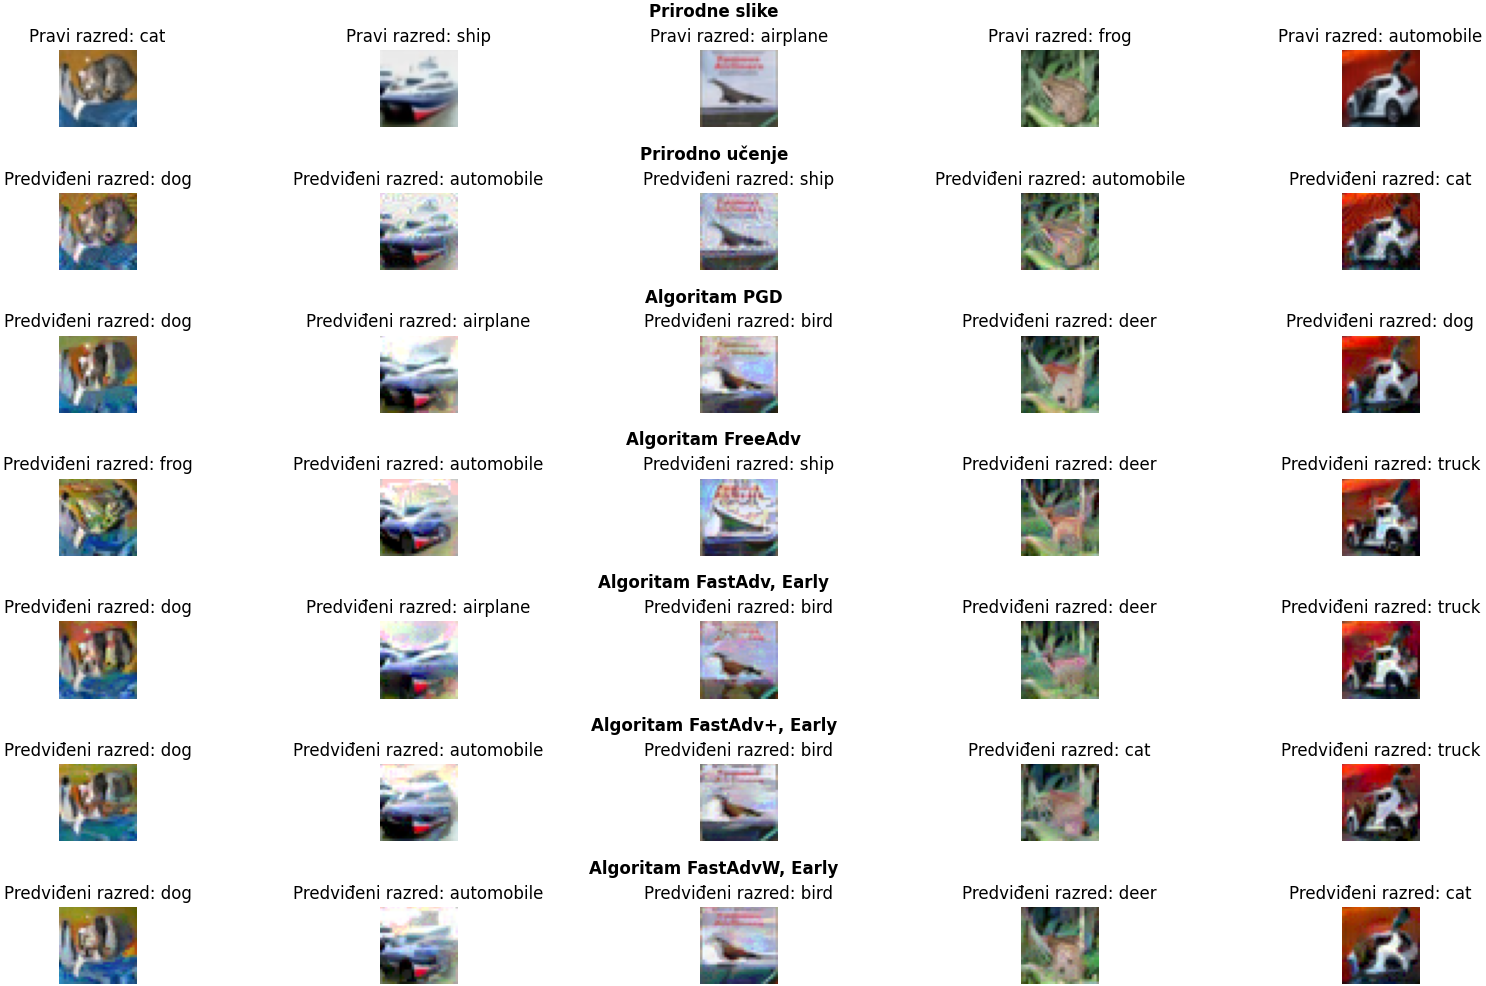 Prirodne slike
Pravi razred: cat Pravi razred: ship Pravi razred: airplane Pravi razred: frog Pravi razred: automobile
Prirodno učenje
Predviđeni razred: dog Predviđeni razred: automobile Predviđeni razred: ship Predviđeni razred: automobile Predviđeni razred: cat
Algoritam PGD
Predviđeni razred: dog Predviđeni razred: airplane Predviđeni razred: bird Predviđeni razred: deer Predviđeni razred: dog
Algoritam FreeAdv
Predviđeni razred: frog Predviđeni razred: automobile Predviđeni razred: ship Predviđeni razred: deer Predviđeni razred: truck
Algoritam FastAdv, Early
Predviđeni razred: dog Predviđeni razred: airplane Predviđeni razred: bird Predviđeni razred: deer Predviđeni razred: truck
Algoritam FastAdv+, Early
Predviđeni razred: dog Predviđeni razred: automobile Predviđeni razred: bird Predviđeni razred: cat Predviđeni razred: truck
Algoritam FastAdvW, Early
Predviđeni razred: dog Predviđeni razred: automobile Predviđeni razred: bird Predviđeni razred: deer Predviđeni razred: cat